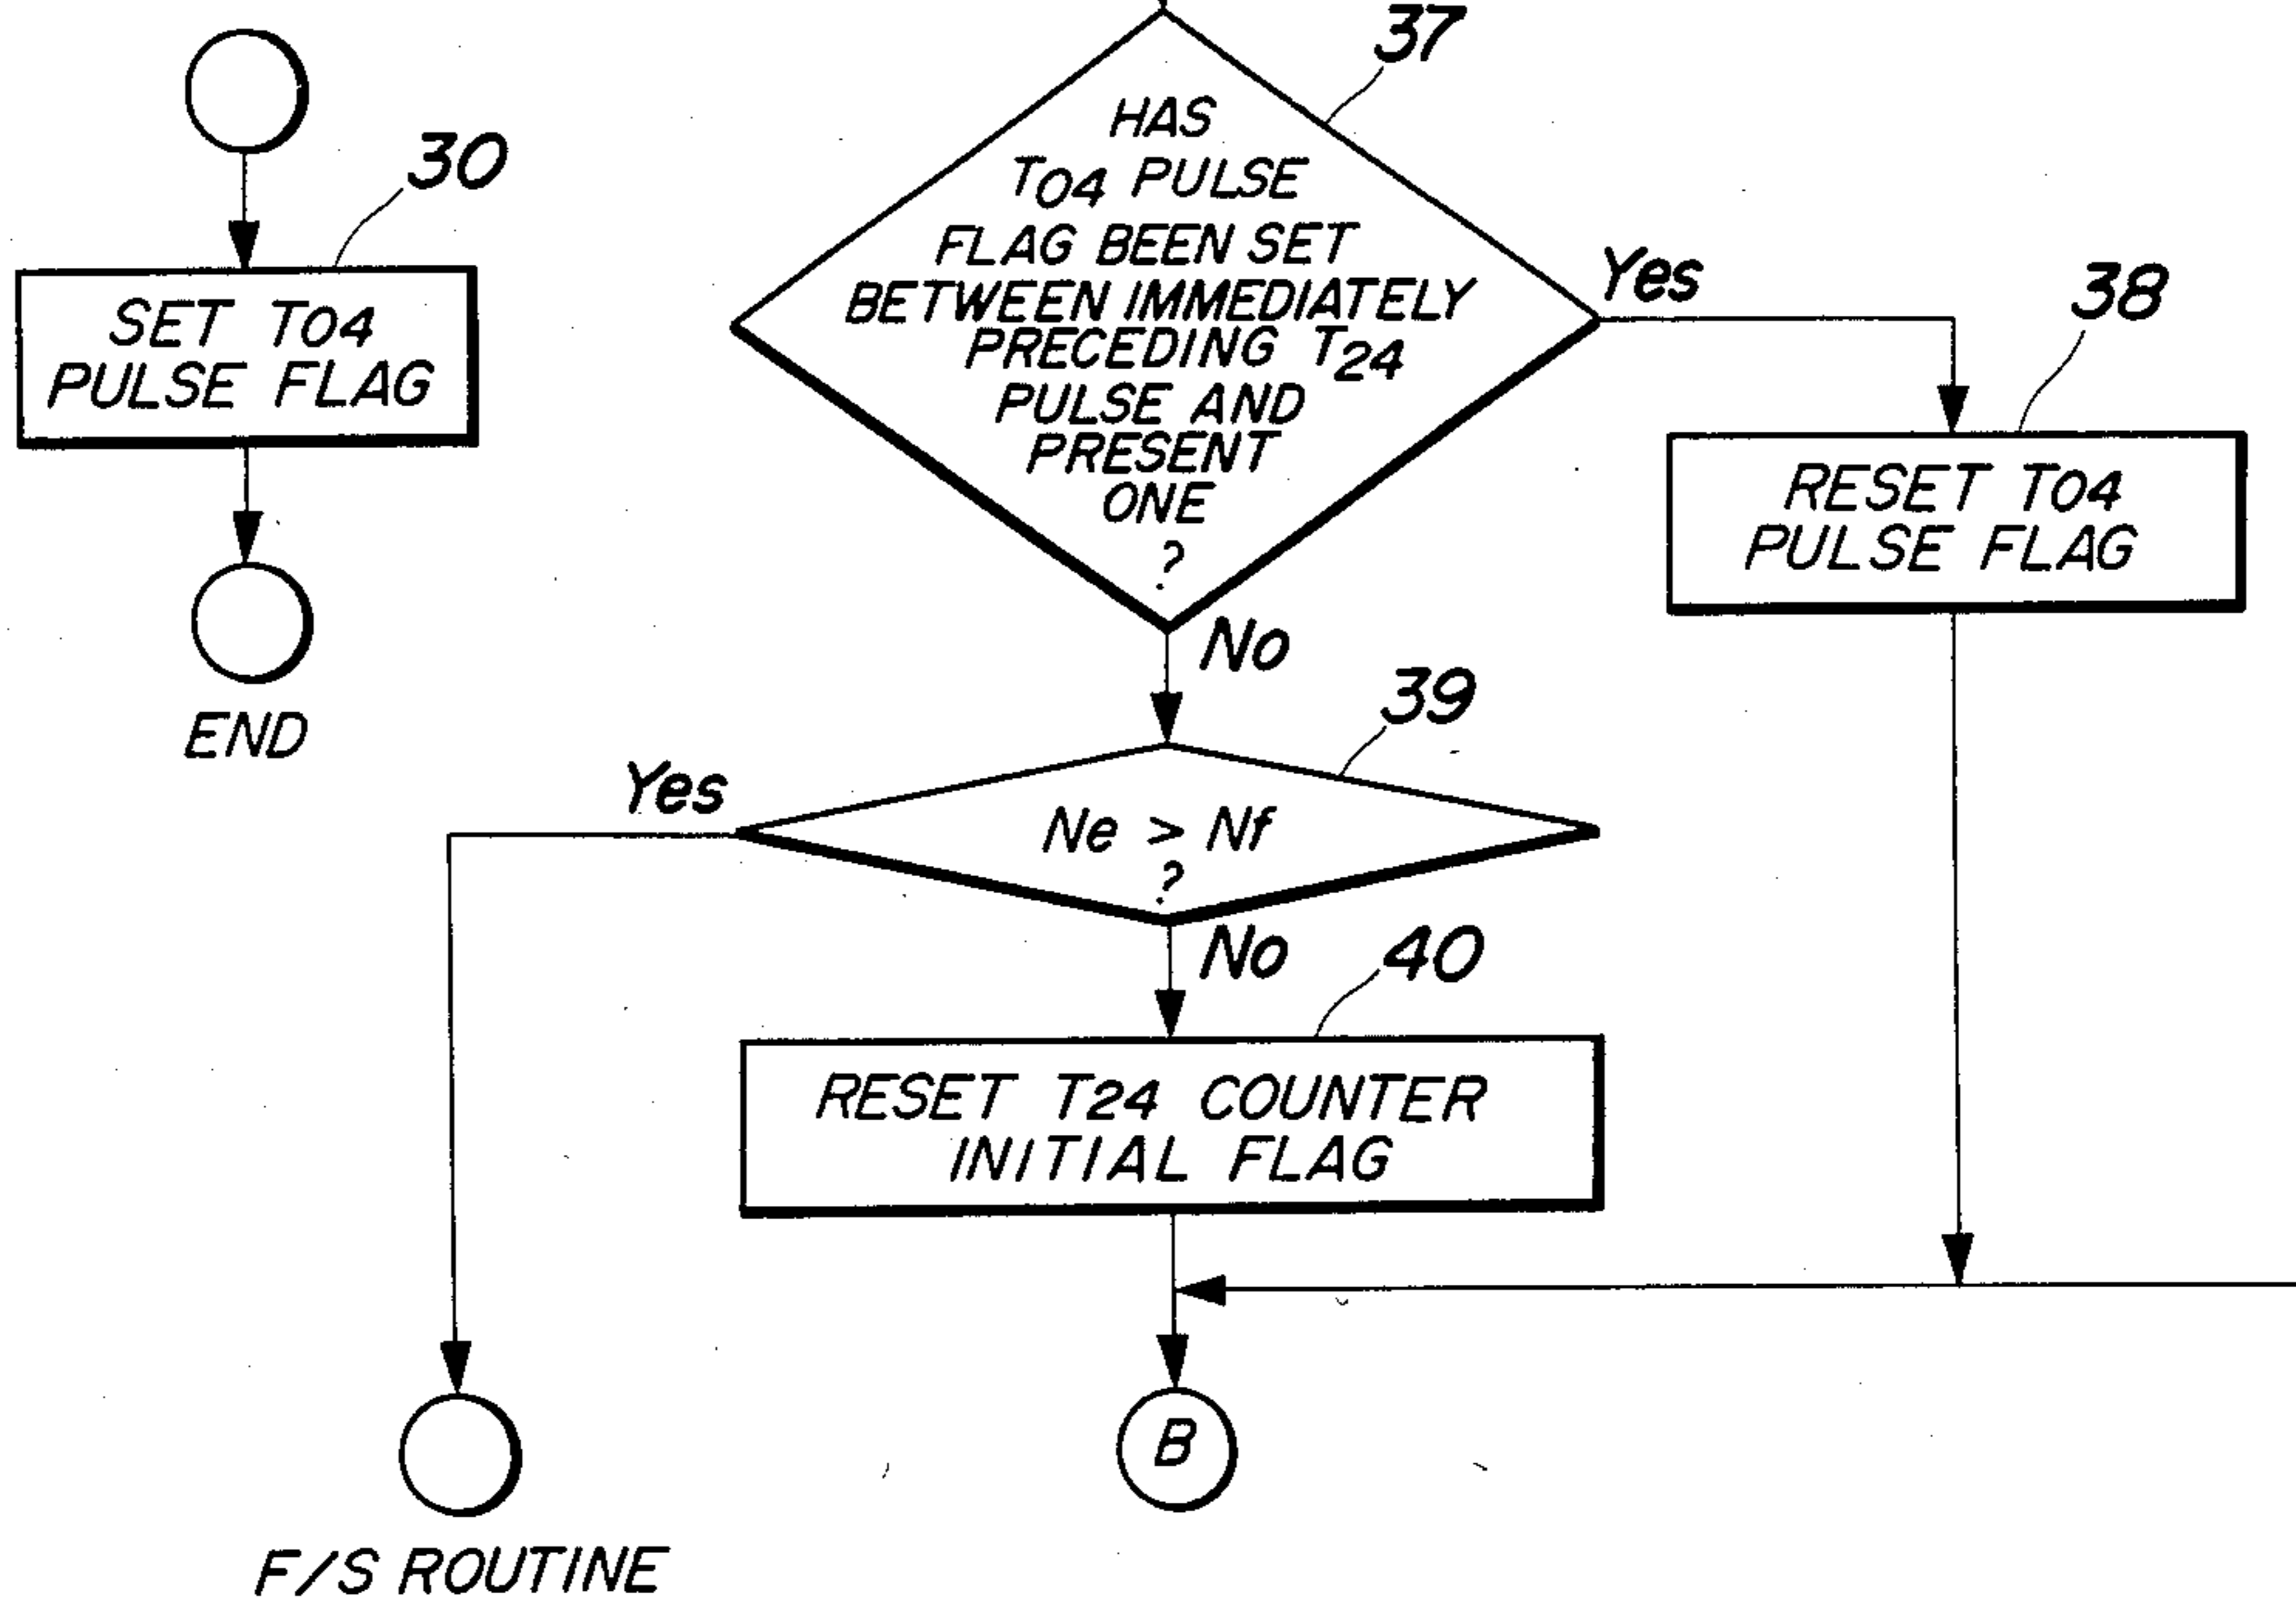 30
SET T04
PULSE FLAG
END
37
HAS
T04 PULSE
FLAG BEEN SET
BETWEEN IMMEDIATELY
PRECEDING T24
PULSE AND
PRESENT
ONE
?
Yes
38
RESET T04
PULSE FLAG
No
39
Yes
Ne > Nf
?
No
40
RESET T24 COUNTER
INITIAL FLAG
B
F/S ROUTINE